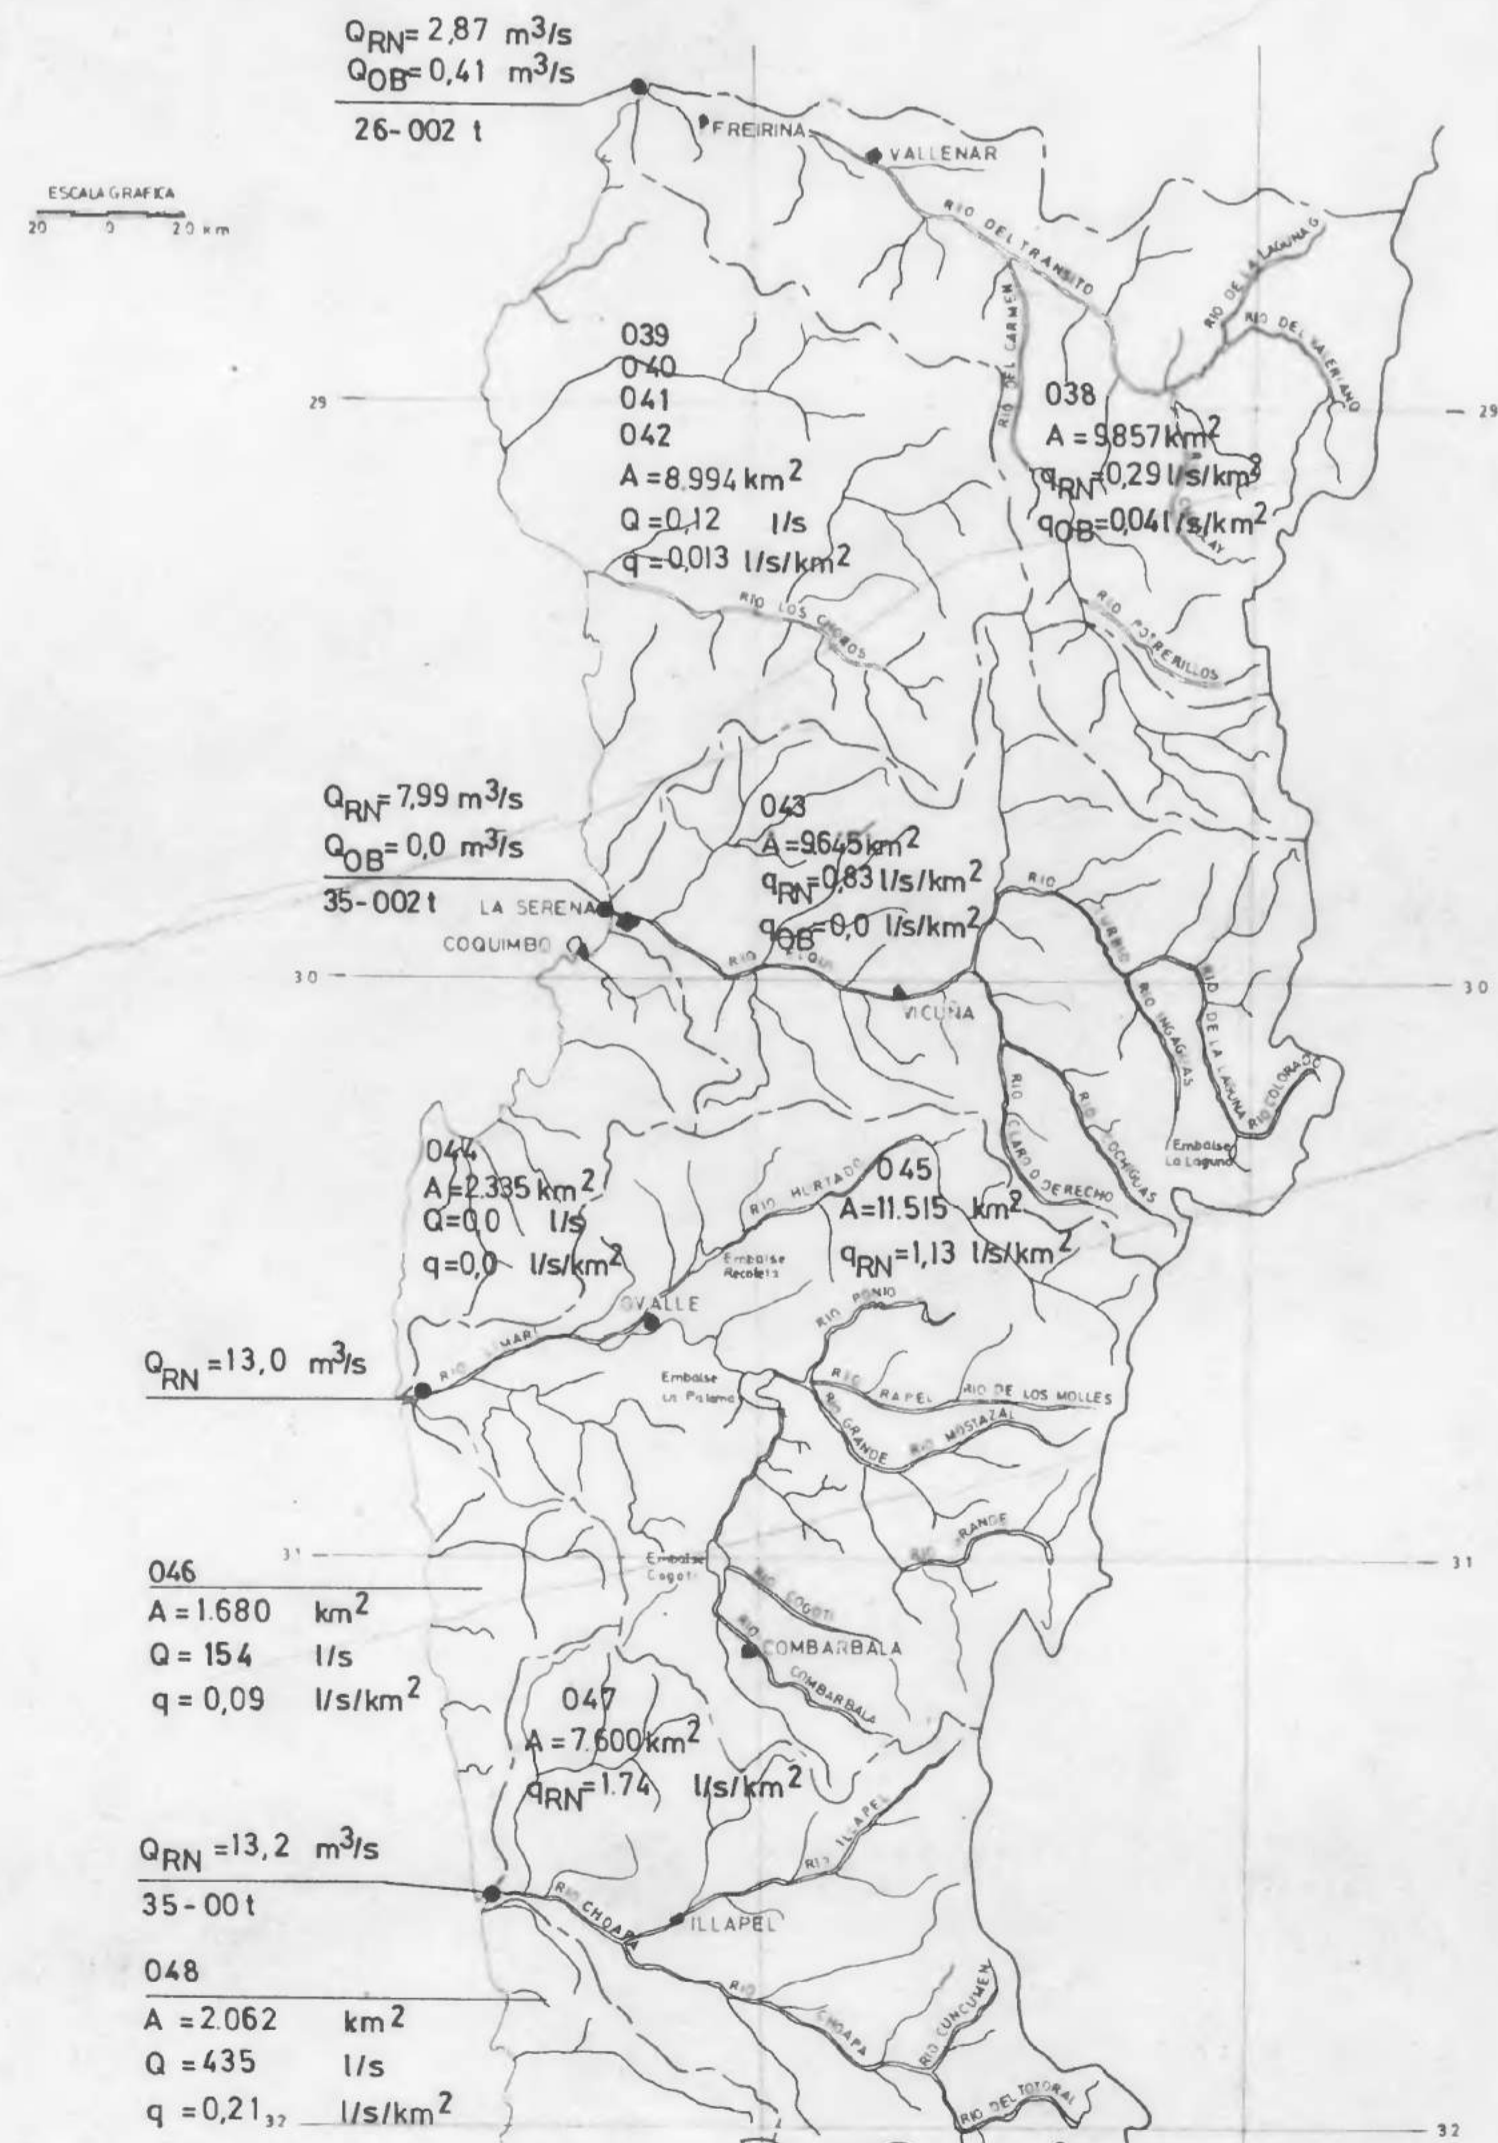 QRN= 2,87 m3/s
QOB= 0,41 m3/s
26-002 t
FREIRINA
VALLENAR
ESCALA GRAFICA
20 0 20 km
RIO DEL TRANSITO
RIO DE LA LAGUNA G
RIO DEL VALERIANO
RIO DEL CARMEN
039
040
041
042
A = 8.994 km2
Q = 0,12 l/s
q = 0,013 l/s/km2
29
038
A = 9.857 km2
qRN= 0,29 l/s/km2
qOB= 0,04 l/s/km2
29
RIO LOS CHOROS
RIO POTRERILLOS
QRN= 7,99 m3/s
QOB= 0,0 m3/s
35-002 t
LA SERENA
COQUIMBO
043
A = 9.645 km2
qRN= 0,83 l/s/km2
qOB= 0,0 l/s/km2
30
RIO ELQUI
VICUÑA
RIO TURBIO
RIO INGAGUAS
RIO DE LA LAGUNA
RIO COLORADO
30
RIO CLARO O DERECHO
RIO COCHIGUAS
Embalse
La Laguna
044
A = 2.335 km2
Q = 0,0 l/s
q = 0,0 l/s/km2
RIO HURTADO
045
A = 11.515 km2
qRN= 1,13 l/s/km2
Embalse
Recoleta
OVALLE
RIO LIMARI
RIO PONIO
QRN = 13,0 m3/s
Embalse
La Paloma
RIO RAPEL
RIO DE LOS MOLLES
RIO GRANDE
RIO MOSTAZAL
RIO GRANDE
31
Embalse
Cogoti
31
RIO COGOTI
RIO COMBARBALA
COMBARBALA
046
A = 1.680 km2
Q = 154 l/s
q = 0,09 l/s/km2
047
A = 7.600 km2
qRN= 1.74 l/s/km2
QRN = 13,2 m3/s
35-00 t
RIO ILLAPEL
RIO CHOAPA
ILLAPEL
048
A = 2.062 km2
Q = 435 l/s
q = 0,21 l/s/km2
32
RIO CHOAPA
RIO CUNCUMEN
RIO DEL TOTORAL
32